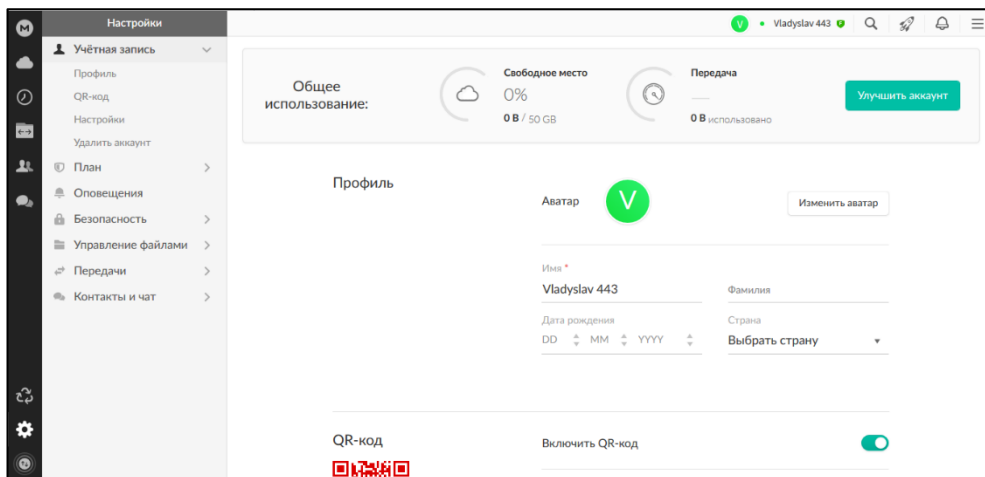 Настройки
Vladyslav 443
Учётная запись
Профиль
QR-код
Настройки
Удалить аккаунт
План
Оповещения
Безопасность
Управление файлами
Передачи
Контакты и чат
Общее
использование:
Свободное место
0%
0 B / 50 GB
Передача
0 B использовано
Улучшить аккаунт
Профиль
Аватар
V
Изменить аватар
Имя *
Vladyslav 443
Фамилия
Дата рождения
DD MM YYYY
Страна
Выбрать страну
QR-код
Включить QR-код